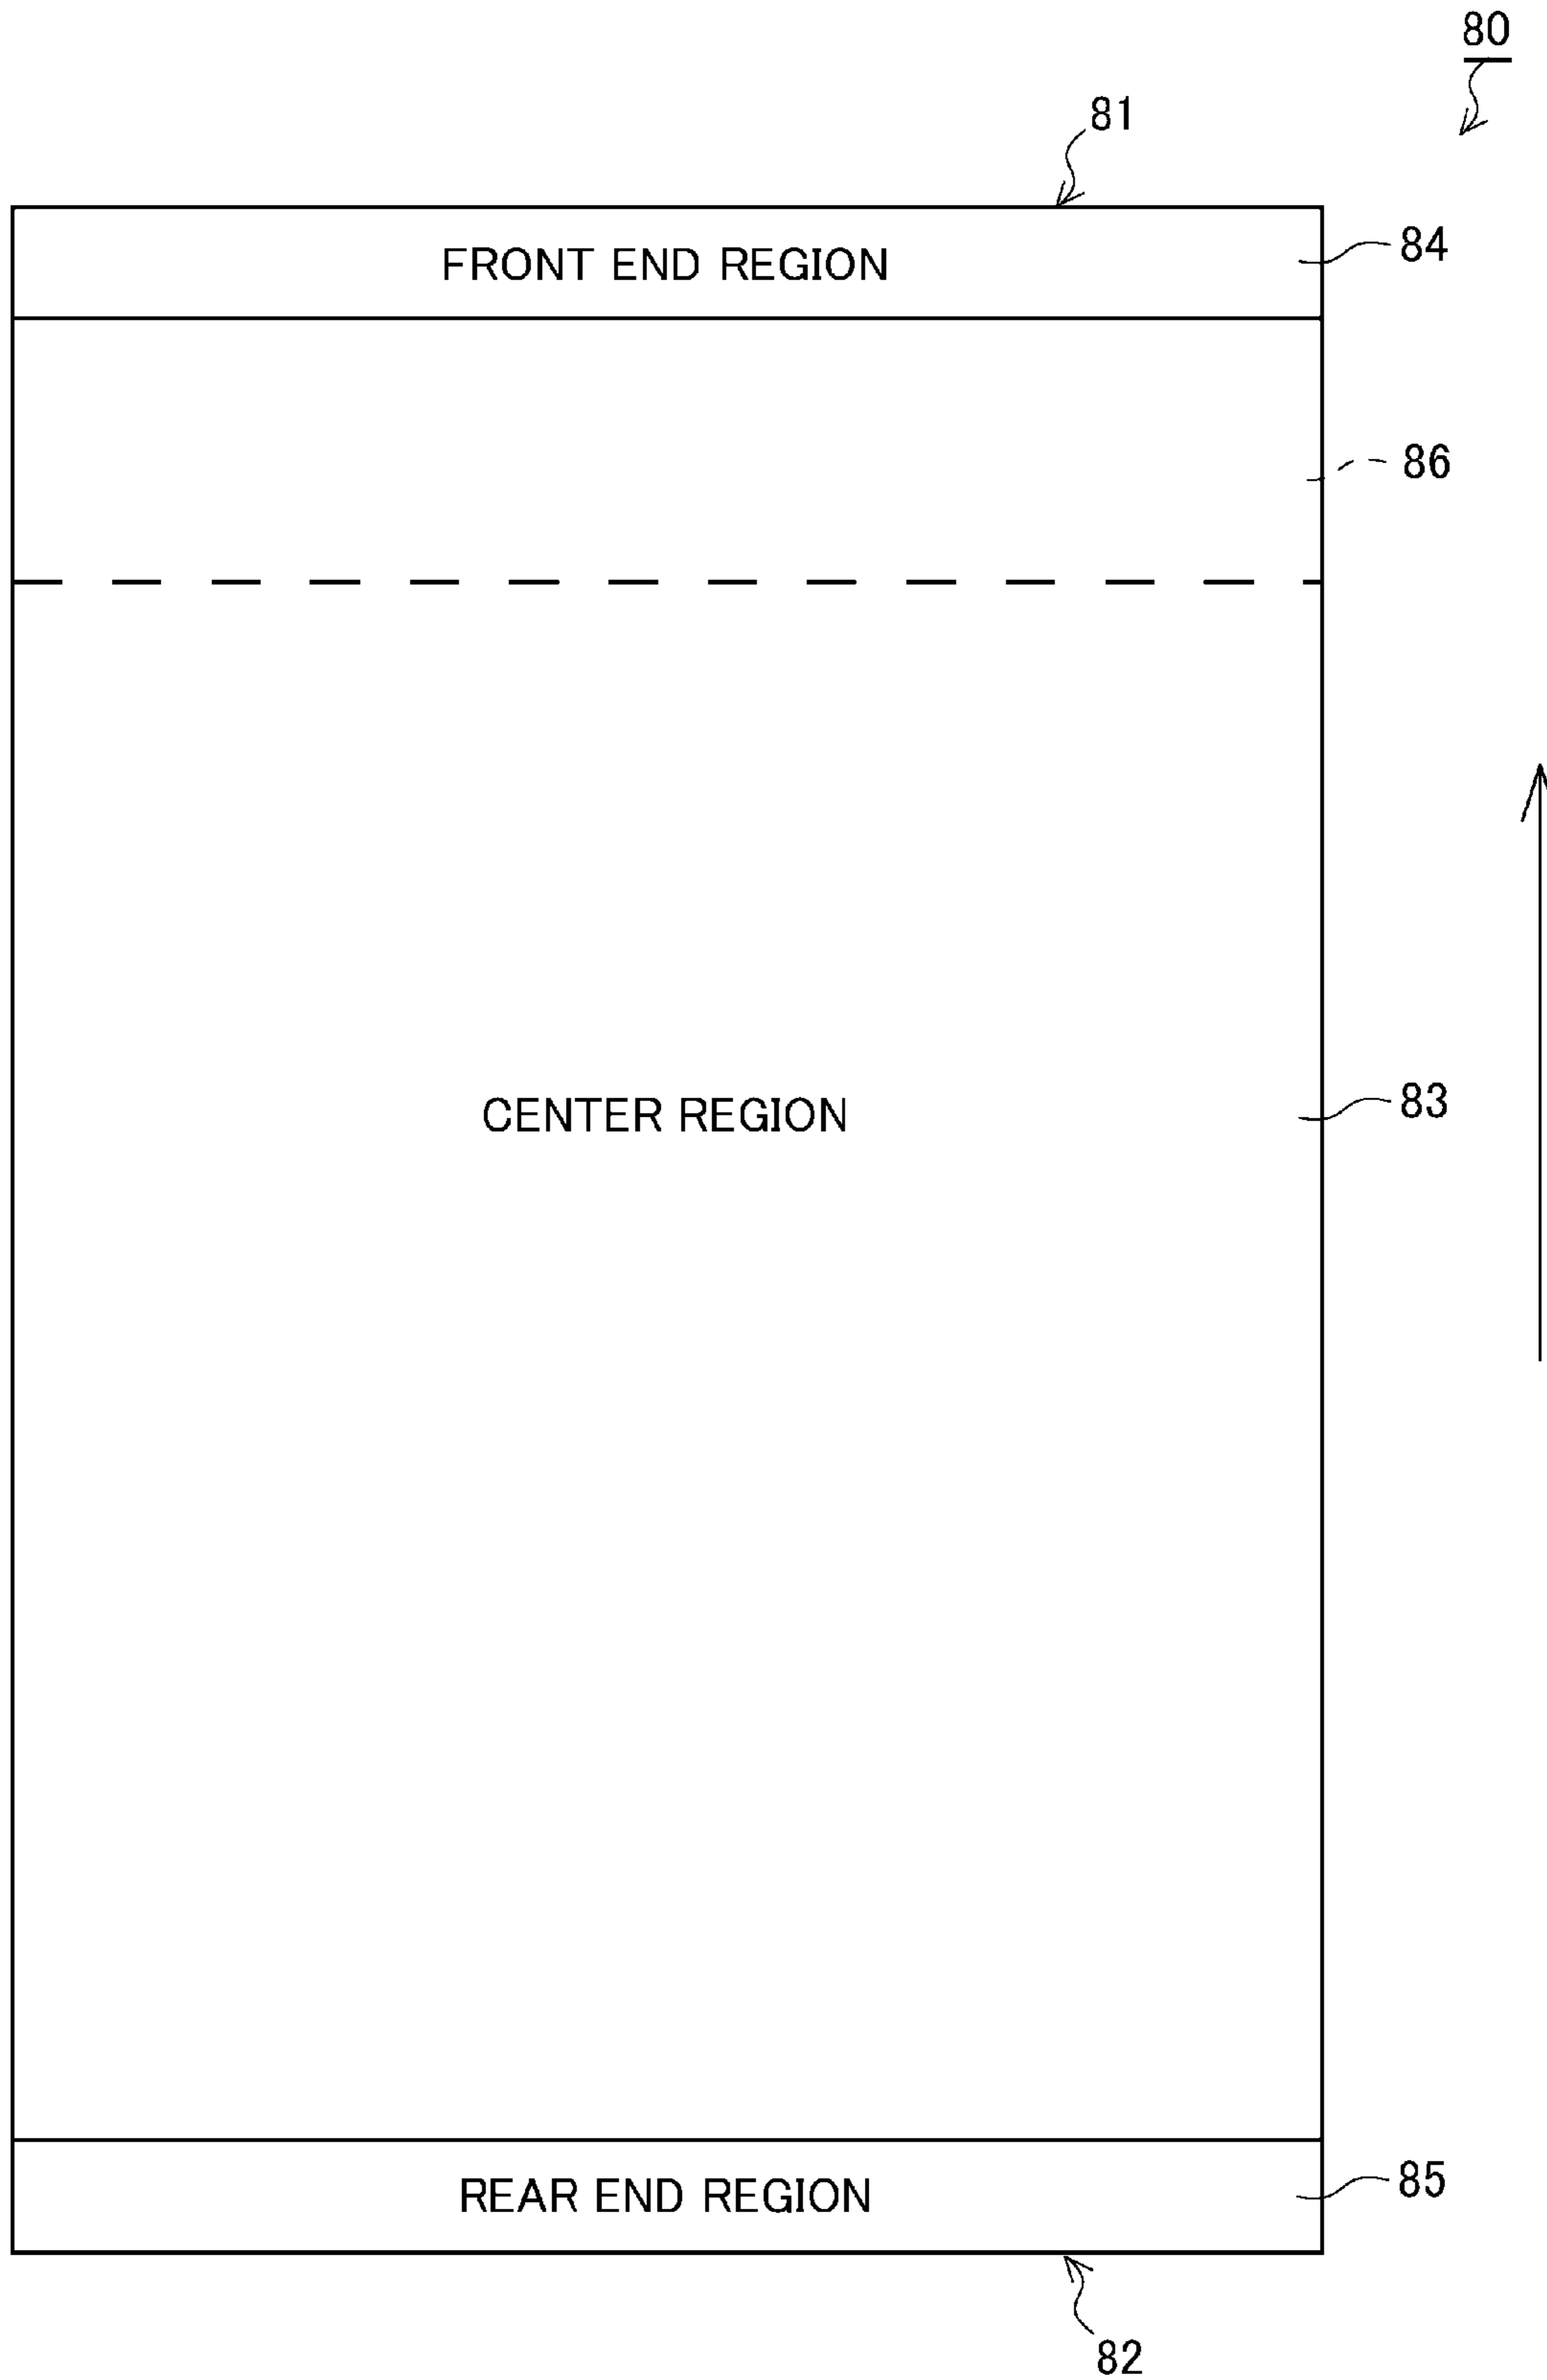 80
81
FRONT END REGION
84
86
CENTER REGION
83
REAR END REGION
85
82